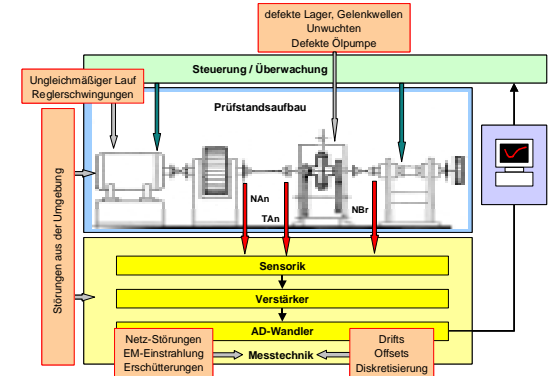 defekte Lager, Gelenkwellen
Unwuchten
Defekte Ölpumpe
Steuerung / Überwachung
Ungleichmäßiger Lauf
Reglerschwingungen
Prüfstandsaufbau
Störungen aus der Umgebung
NAn
TAn
NBr
Sensorik
Verstärker
AD-Wandler
Netz-Störungen
EM-Einstrahlung
Erschütterungen
Messtechnik
Drifts
Offsets
Diskretisierung